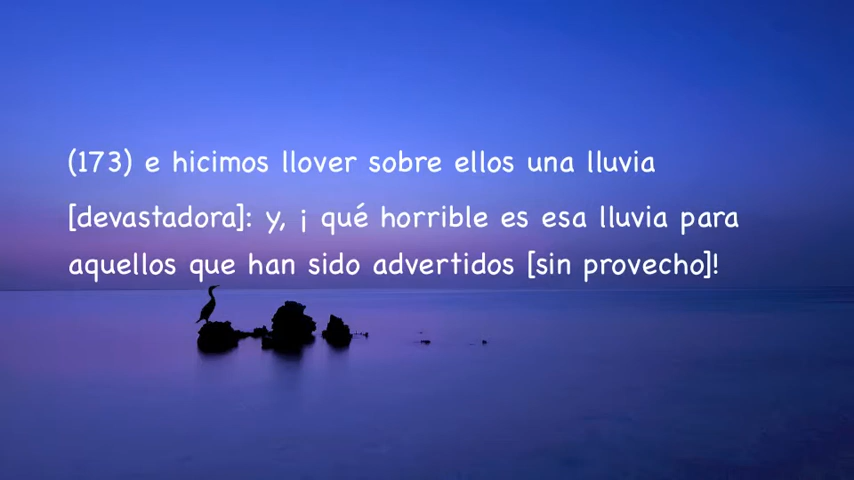 (173) e hicimos llover sobre ellos una lluvia
[devastadora]: y, ¡ qué horrible es esa lluvia para
aquellos que han sido advertidos [sin provecho]!